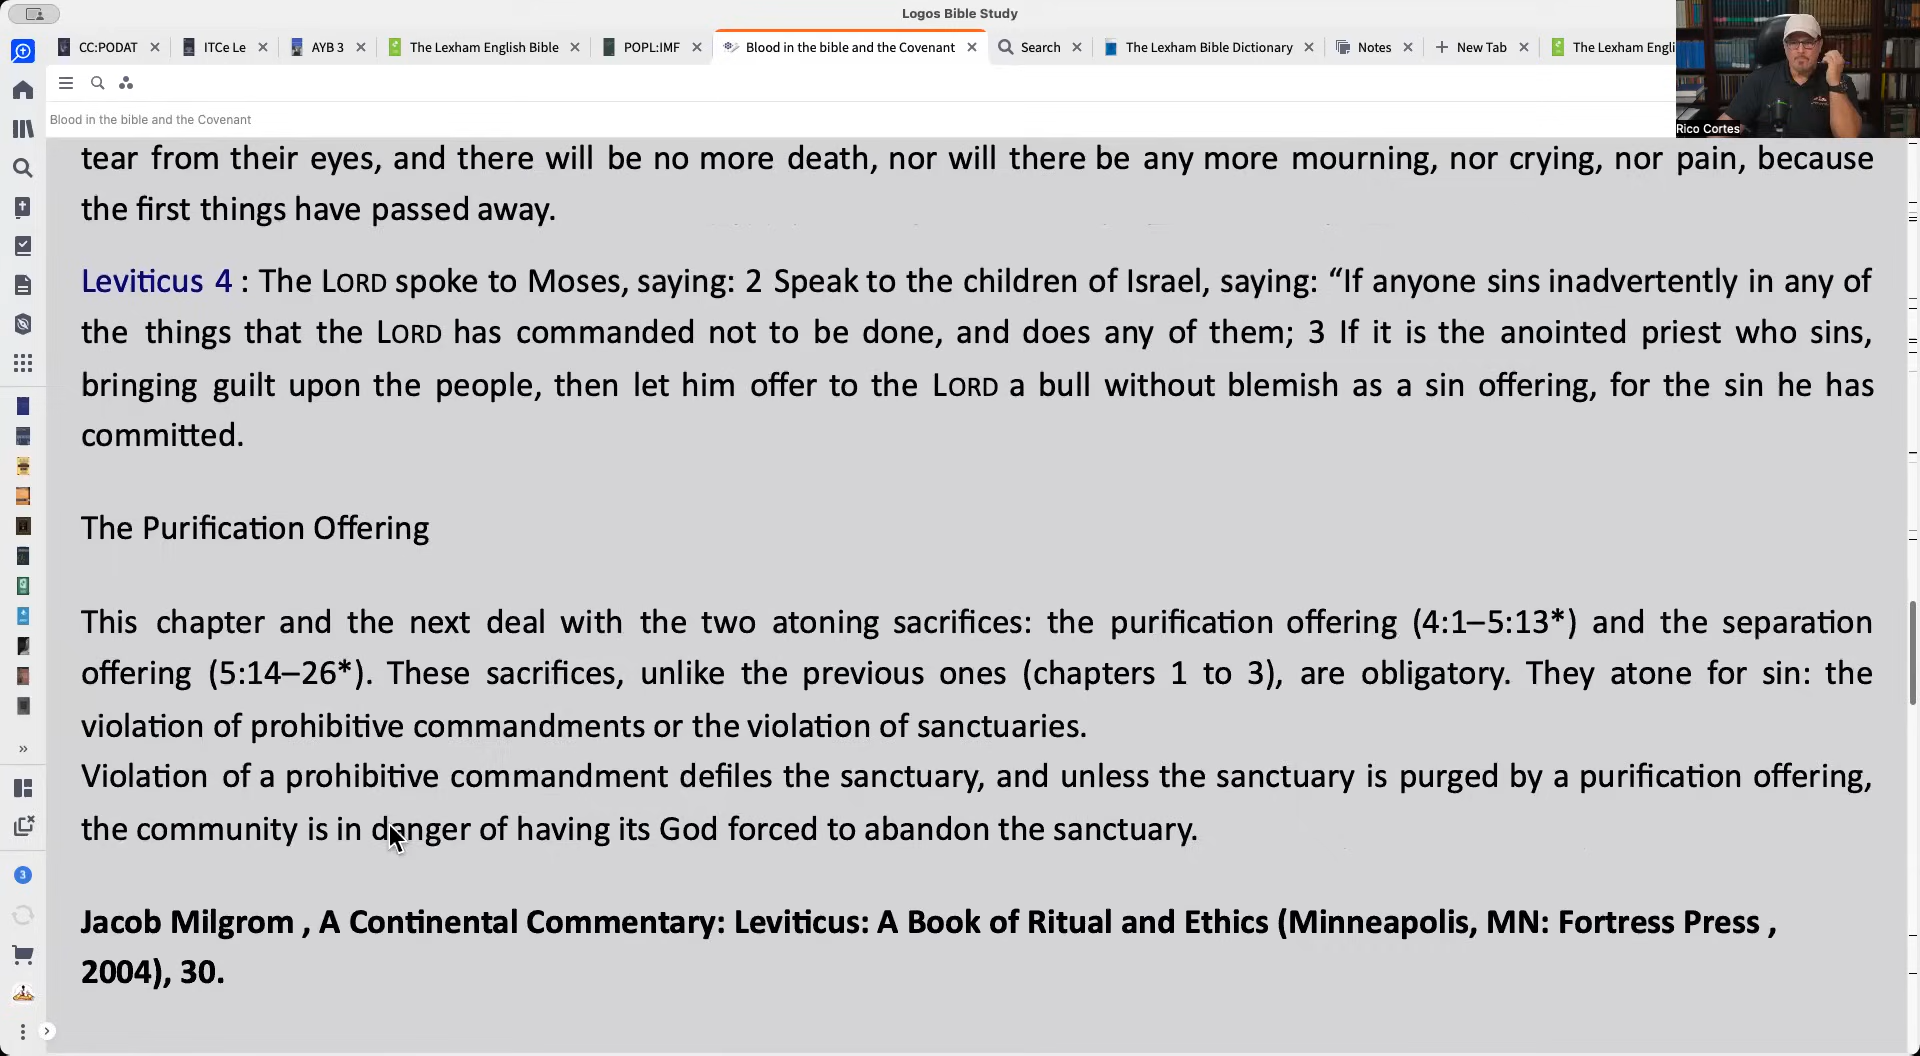 Logos Bible Study
CC:PODAT
ITCe Le
AYB 3
The Lexham English Bible
POPL:IMF
Blood in the bible and the Covenant
Search
The Lexham Bible Dictionary
Notes
New Tab
The Lexham Engli
Rico Cortes
Blood in the bible and the Covenant
tear from their eyes, and there will be no more death, nor will there be any more mourning, nor crying, nor pain, because
the first things have passed away.
Leviticus 4 : The LORD spoke to Moses, saying: 2 Speak to the children of Israel, saying: “If anyone sins inadvertently in any of
the things that the LORD has commanded not to be done, and does any of them; 3 If it is the anointed priest who sins,
bringing guilt upon the people, then let him offer to the LORD a bull without blemish as a sin offering, for the sin he has
committed.
The Purification Offering
This chapter and the next deal with the two atoning sacrifices: the purification offering (4:1–5:13*) and the separation
offering (5:14–26*). These sacrifices, unlike the previous ones (chapters 1 to 3), are obligatory. They atone for sin: the
violation of prohibitive commandments or the violation of sanctuaries.
Violation of a prohibitive commandment defiles the sanctuary, and unless the sanctuary is purged by a purification offering,
the community is in danger of having its God forced to abandon the sanctuary.
3
Jacob Milgrom , A Continental Commentary: Leviticus: A Book of Ritual and Ethics (Minneapolis, MN: Fortress Press ,
2004), 30.